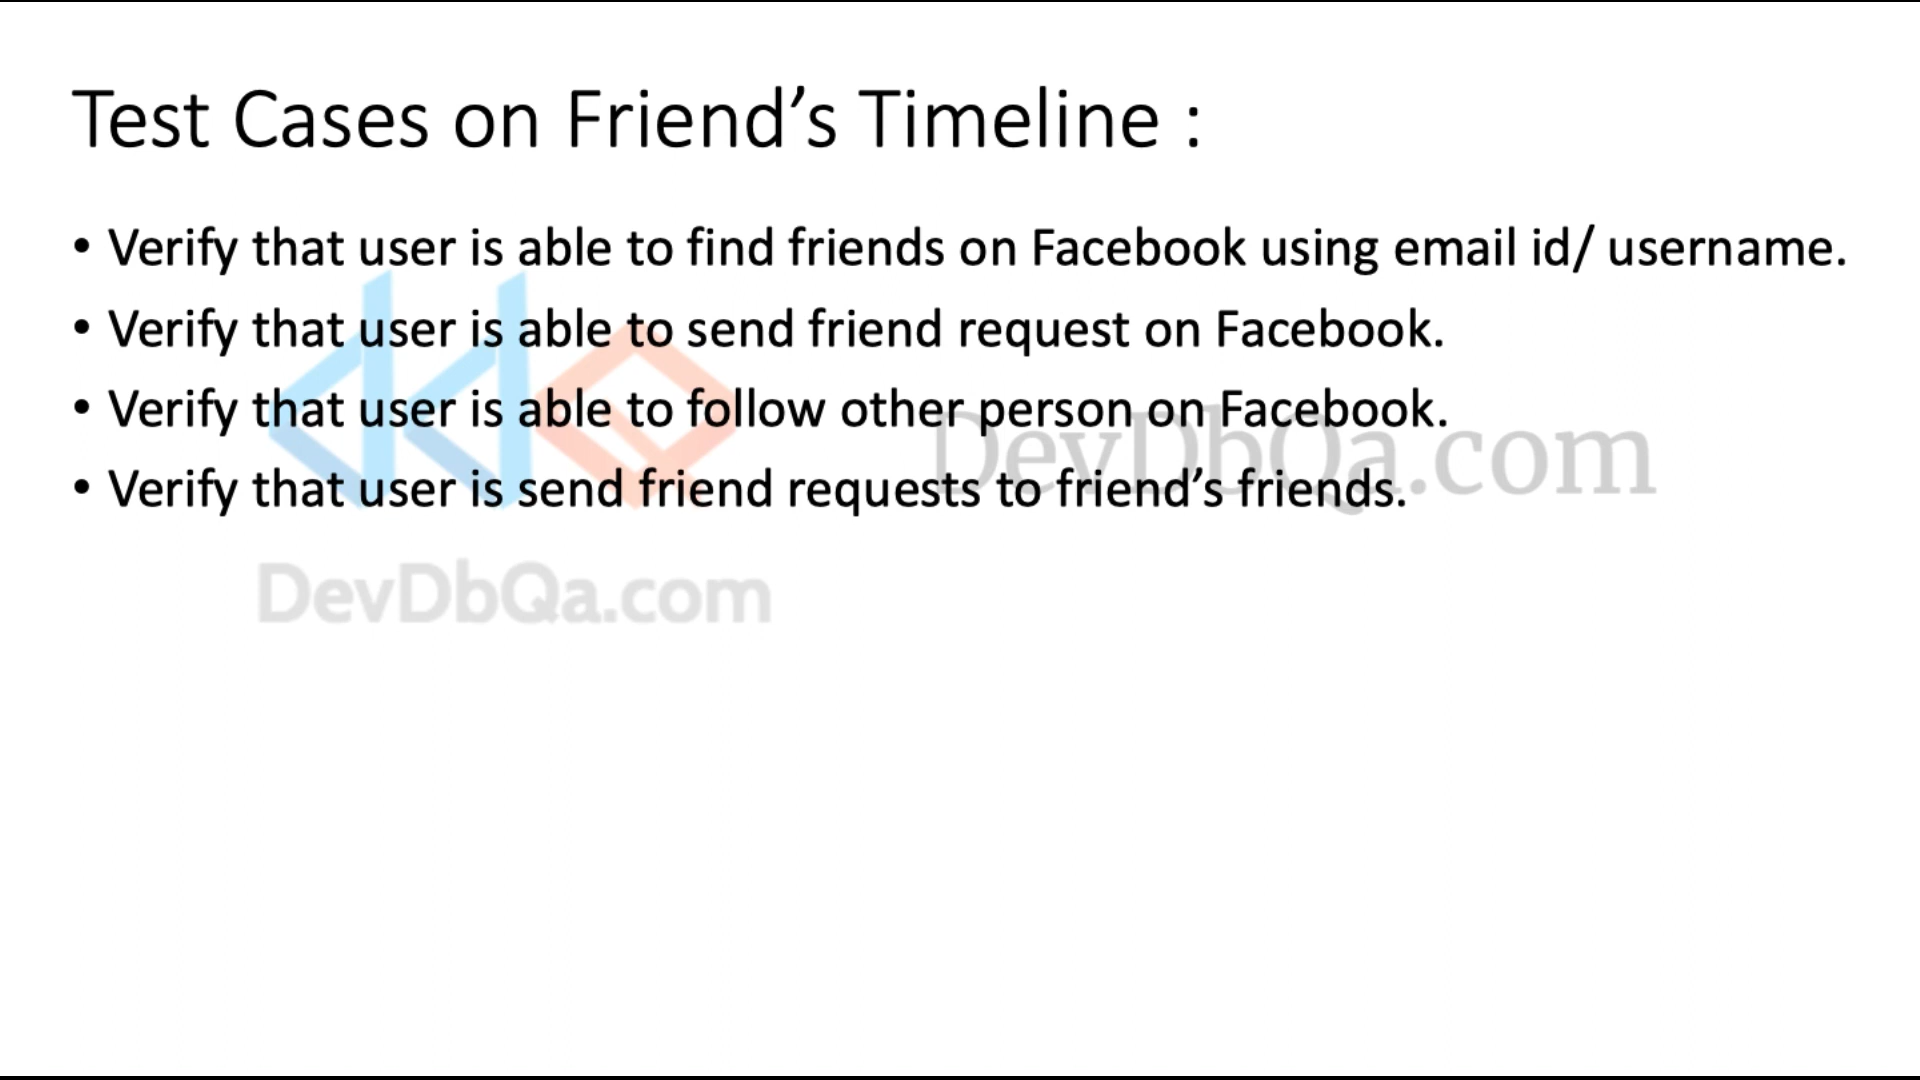 Test Cases on Friend’s Timeline :
• Verify that user is able to find friends on Facebook using email id/ username.
• Verify that user is able to send friend request on Facebook.
• Verify that user is able to follow other person on Facebook.
• Verify that user is send friend requests to friend’s friends.
DevDbQa.com
DevDbQa.com